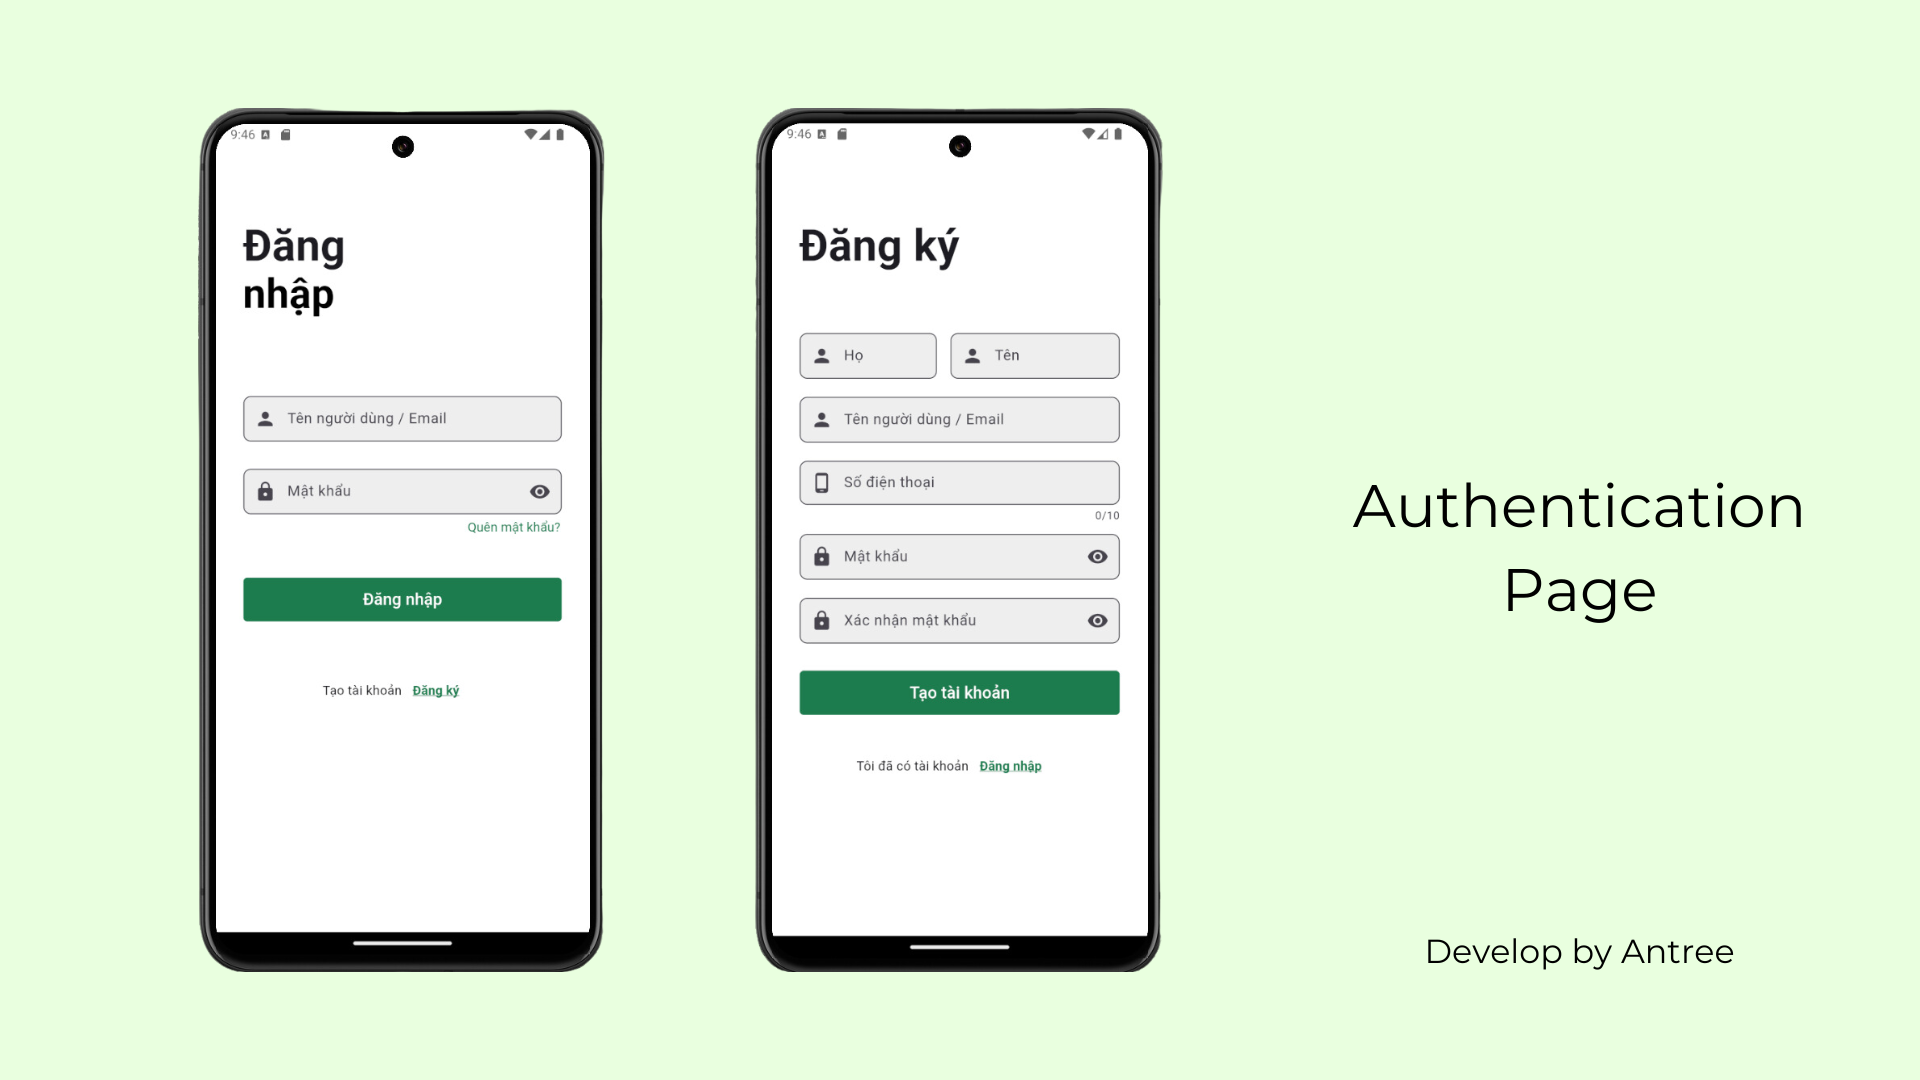 9:46
Đăng
nhập
Tên người dùng / Email
Mật khẩu
Quên mật khẩu?
Đăng nhập
Tạo tài khoản Đăng ký
9:46
Đăng ký
Họ Tên
Tên người dùng / Email
Số điện thoại
0/10
Mật khẩu
Xác nhận mật khẩu
Tạo tài khoản
Tôi đã có tài khoản Đăng nhập
Authentication
Page
Develop by Antree